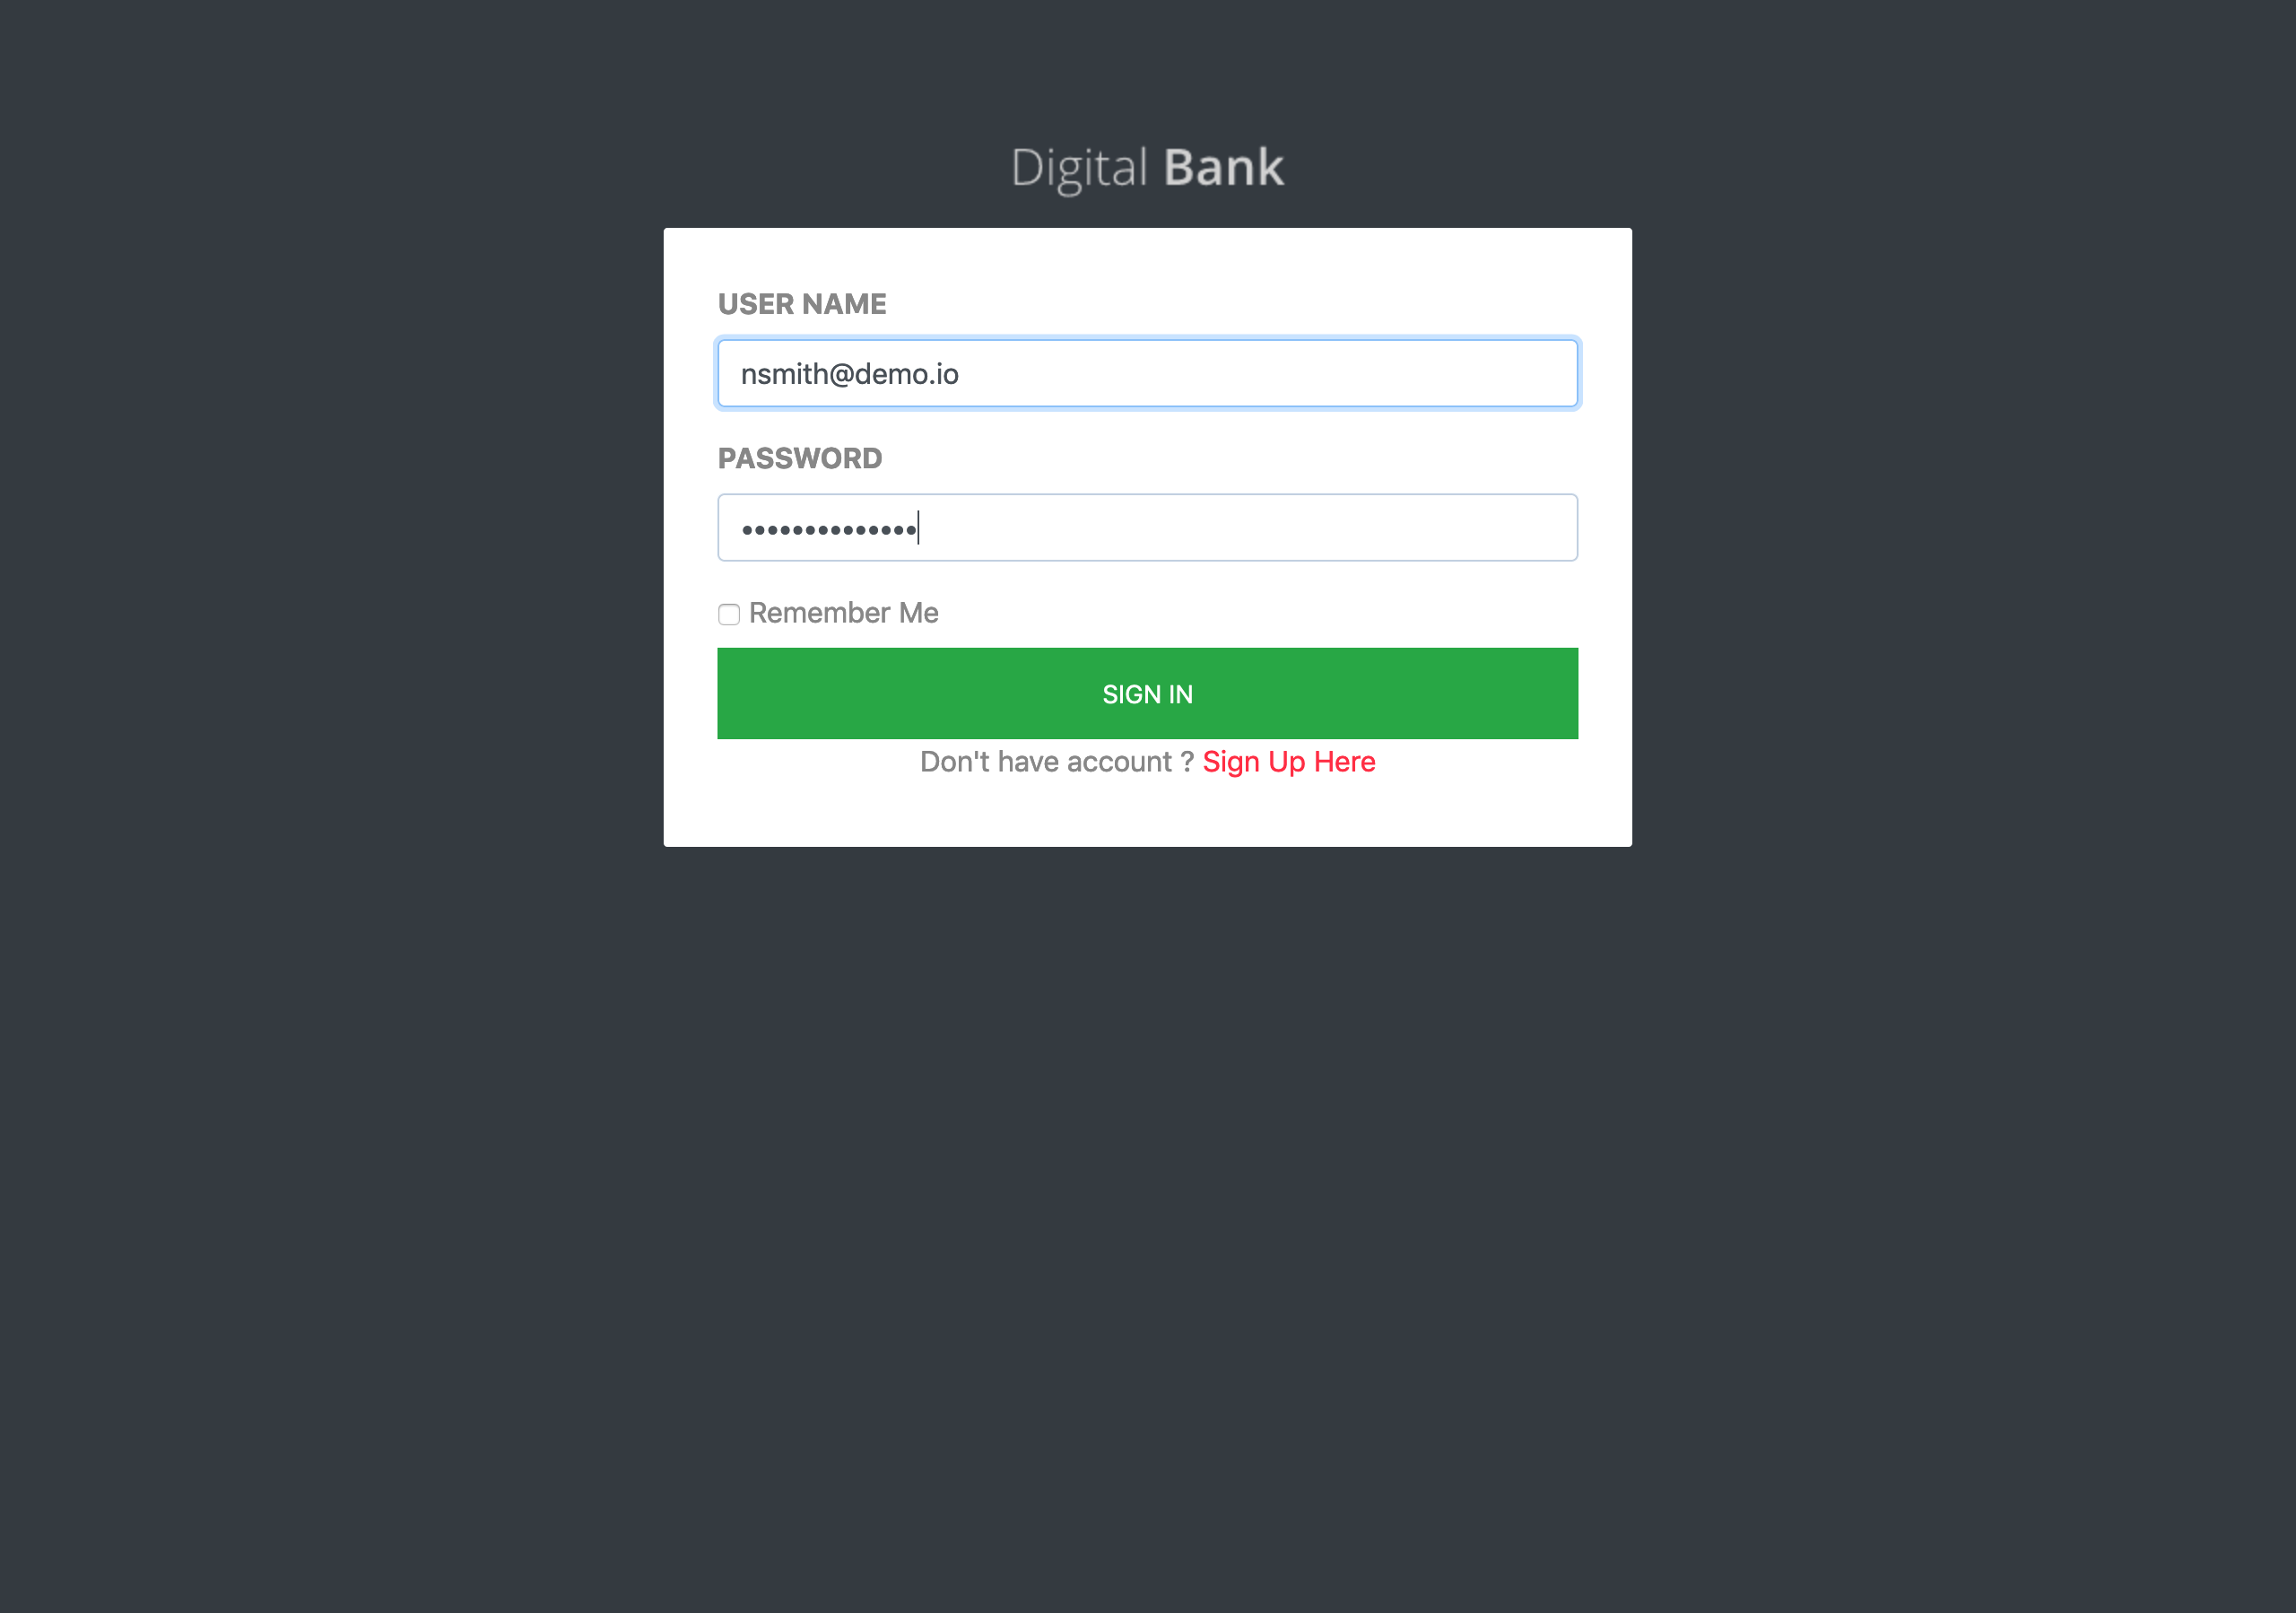 Digital Bank
USER NAME
nsmith@demo.io
PASSWORD
••••••••••••••
Remember Me
SIGN IN
Don't have account ? Sign Up Here